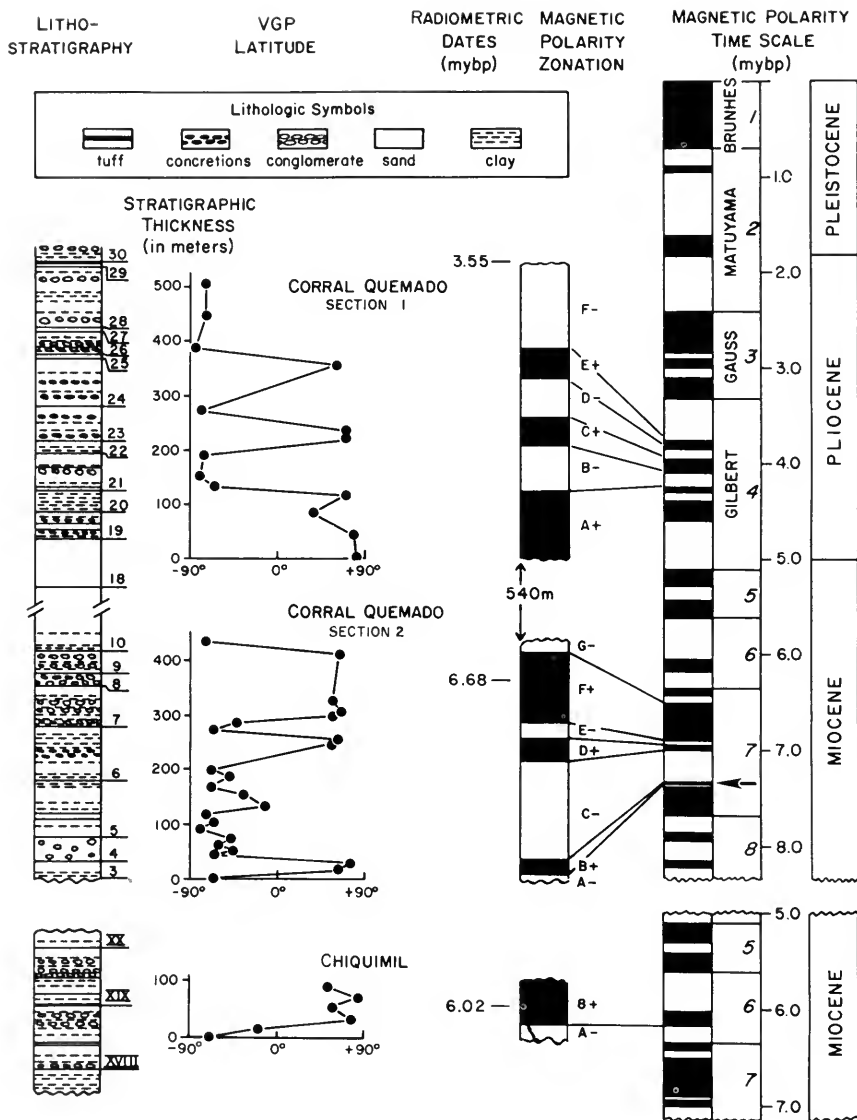 LITHO-
STRATIGRAPHY
VGP
LATITUDE
RADIOMETRIC
DATES
(mybp)
MAGNETIC
POLARITY
ZONATION
MAGNETIC POLARITY
TIME SCALE
(mybp)
Lithologic Symbols
tuff concretions conglomerate sand clay
STRATIGRAPHIC
THICKNESS
(in meters)
CORRAL QUEMADO
SECTION 1
500
400
300
200
100
0
-90° 0° +90°
30
29
28
27
26
25
24
23
22
21
20
19
18
3.55
F-
E+
D-
C+
B-
A+
540m
CORRAL QUEMADO
SECTION 2
400
300
200
100
0
-90° 0° +90°
10
9
8
7
6
5
4
3
6.68
G-
F+
E-
D+
C-
B+
A-
BRUNHES
MATUYAMA
GAUSS
GILBERT
1
2
3
4
5
6
7
8
1.0
2.0
3.0
4.0
5.0
6.0
7.0
8.0
PLEISTOCENE
PLIOCENE
MIOCENE
XX
XIX
XVIII
CHIQUIMIL
100
0
-90° 0° +90°
6.02
B+
A-
5
6
7
5.0
6.0
7.0
MIOCENE